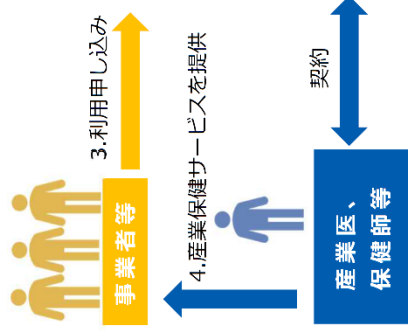 3.利用申し込み
事業者等
4.産業保健サービスを提供
契約
産業医、
保健師等